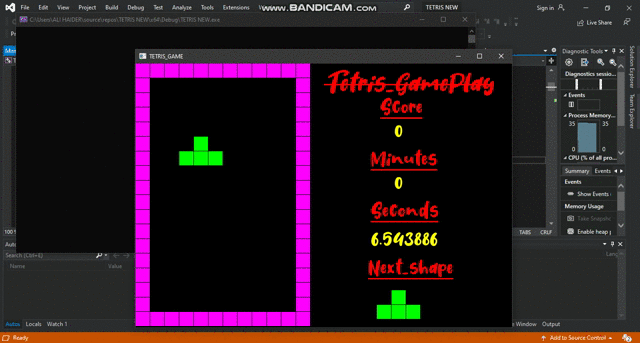 File Edit View Project Build Debug Test Analyze Tools Extensions Window
www.BANDICAM.com
TETRIS NEW
Sign in
C:\Users\ALI HAIDER\source\repos\TETRIS NEW\x64\Debug\TETRIS NEW.exe
Live Share
TETRIS_GAME
Diagnostic Tools
Diagnostics sessio...
Events
Process Memory...
35
35
0
0
CPU (% of all pro...
Summary
Events
Events
Show Events
Memory Usage
Take Snapsho
Enable heap p
Solution Explorer
Team Explorer
Tetris_GamePlay
Score
0
Minutes
0
Seconds
6.543886
Next_shape
100 %
TABS
CRLF
Search (Ctrl+E)
Name
Value
Autos
Locals
Watch 1
Output
Ready
Add to Source Control